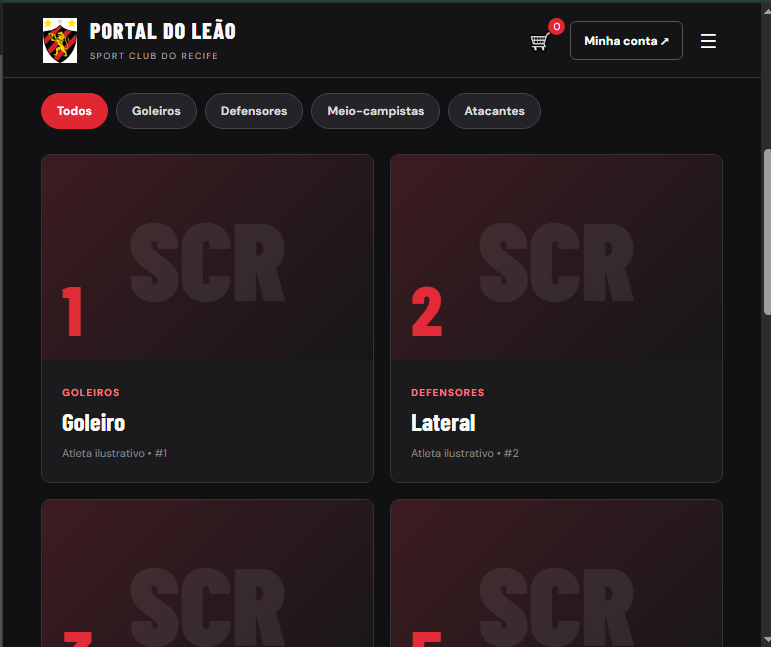 PORTAL DO LEÃO
SPORT CLUB DO RECIFE
0
Minha conta ↗
Todos
Goleiros
Defensores
Meio-campistas
Atacantes
SCR
1
GOLEIROS
Goleiro
Atleta ilustrativo • #1
SCR
2
DEFENSORES
Lateral
Atleta ilustrativo • #2
SCR
SCR